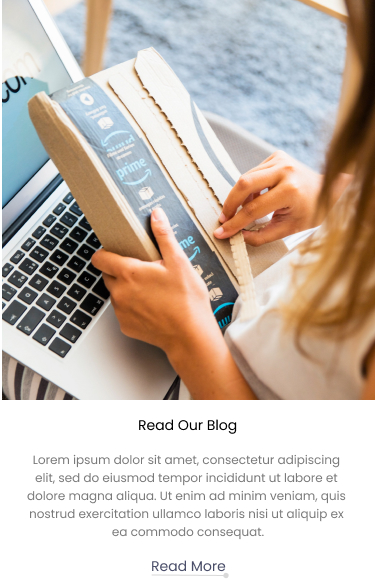 prime
Read Our Blog
Lorem ipsum dolor sit amet, consectetur adipiscing
elit, sed do eiusmod tempor incididunt ut labore et
dolore magna aliqua. Ut enim ad minim veniam, quis
nostrud exercitation ullamco laboris nisi ut aliquip ex
ea commodo consequat.
Read More